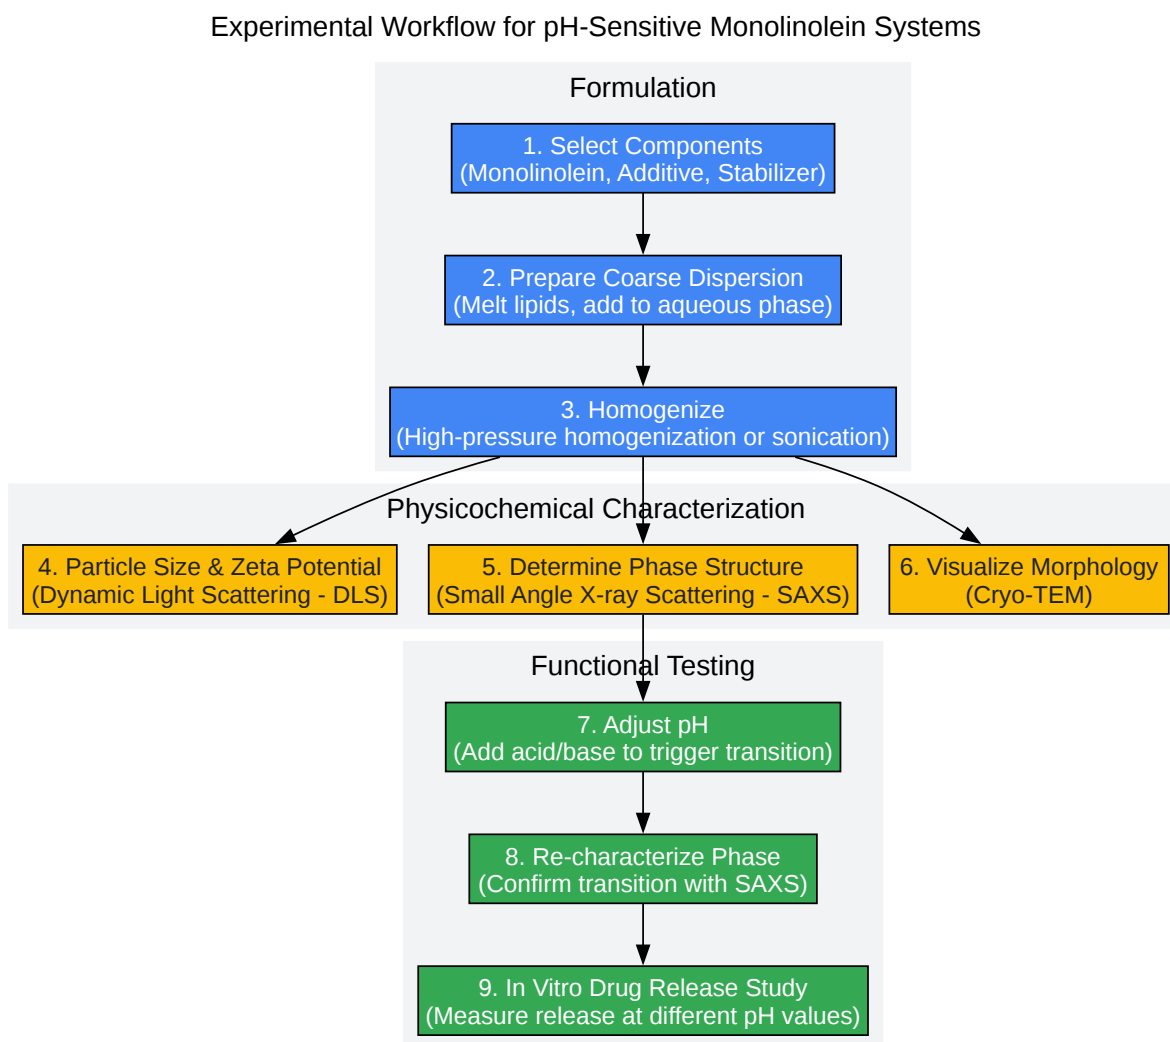 Experimental Workflow for pH-Sensitive Monolinolein Systems
Formulation
1. Select Components
(Monolinolein, Additive, Stabilizer)
2. Prepare Coarse Dispersion
(Melt lipids, add to aqueous phase)
3. Homogenize
(High-pressure homogenization or sonication)
Physicochemical Characterization
4. Particle Size & Zeta Potential
(Dynamic Light Scattering - DLS)
5. Determine Phase Structure
(Small Angle X-ray Scattering - SAXS)
6. Visualize Morphology
(Cryo-TEM)
Functional Testing
7. Adjust pH
(Add acid/base to trigger transition)
8. Re-characterize Phase
(Confirm transition with SAXS)
9. In Vitro Drug Release Study
(Measure release at different pH values)